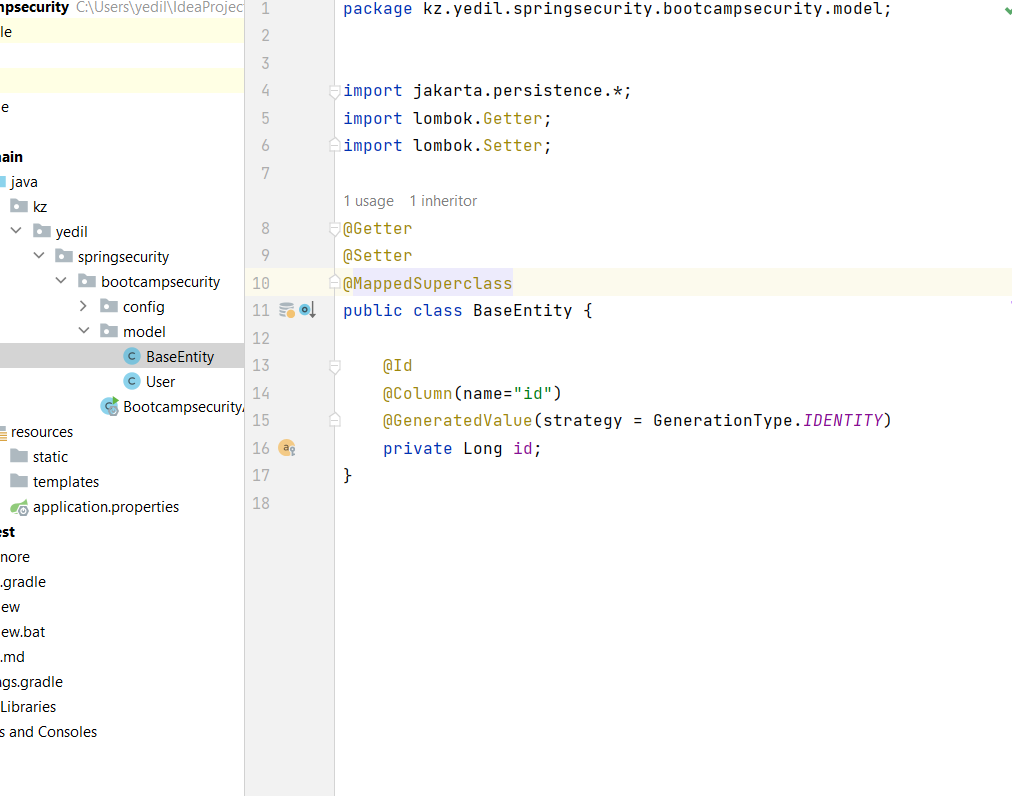 mpsecurity C:\Users\yedil\IdeaProjec
le
e
ain
java
kz
yedil
springsecurity
bootcampsecurity
config
model
BaseEntity
User
Bootcampsecurity
resources
static
templates
application.properties
est
nore
.gradle
ew
ew.bat
.md
ngs.gradle
Libraries
s and Consoles
1 package kz.yedil.springsecurity.bootcampsecurity.model;
2
3
4 import jakarta.persistence.*;
5 import lombok.Getter;
6 import lombok.Setter;
7
1 usage 1 inheritor
8 @Getter
9 @Setter
10 @MappedSuperclass
11 public class BaseEntity {
12
13 @Id
14 @Column(name="id")
15 @GeneratedValue(strategy = GenerationType.IDENTITY)
16 private Long id;
17 }
18